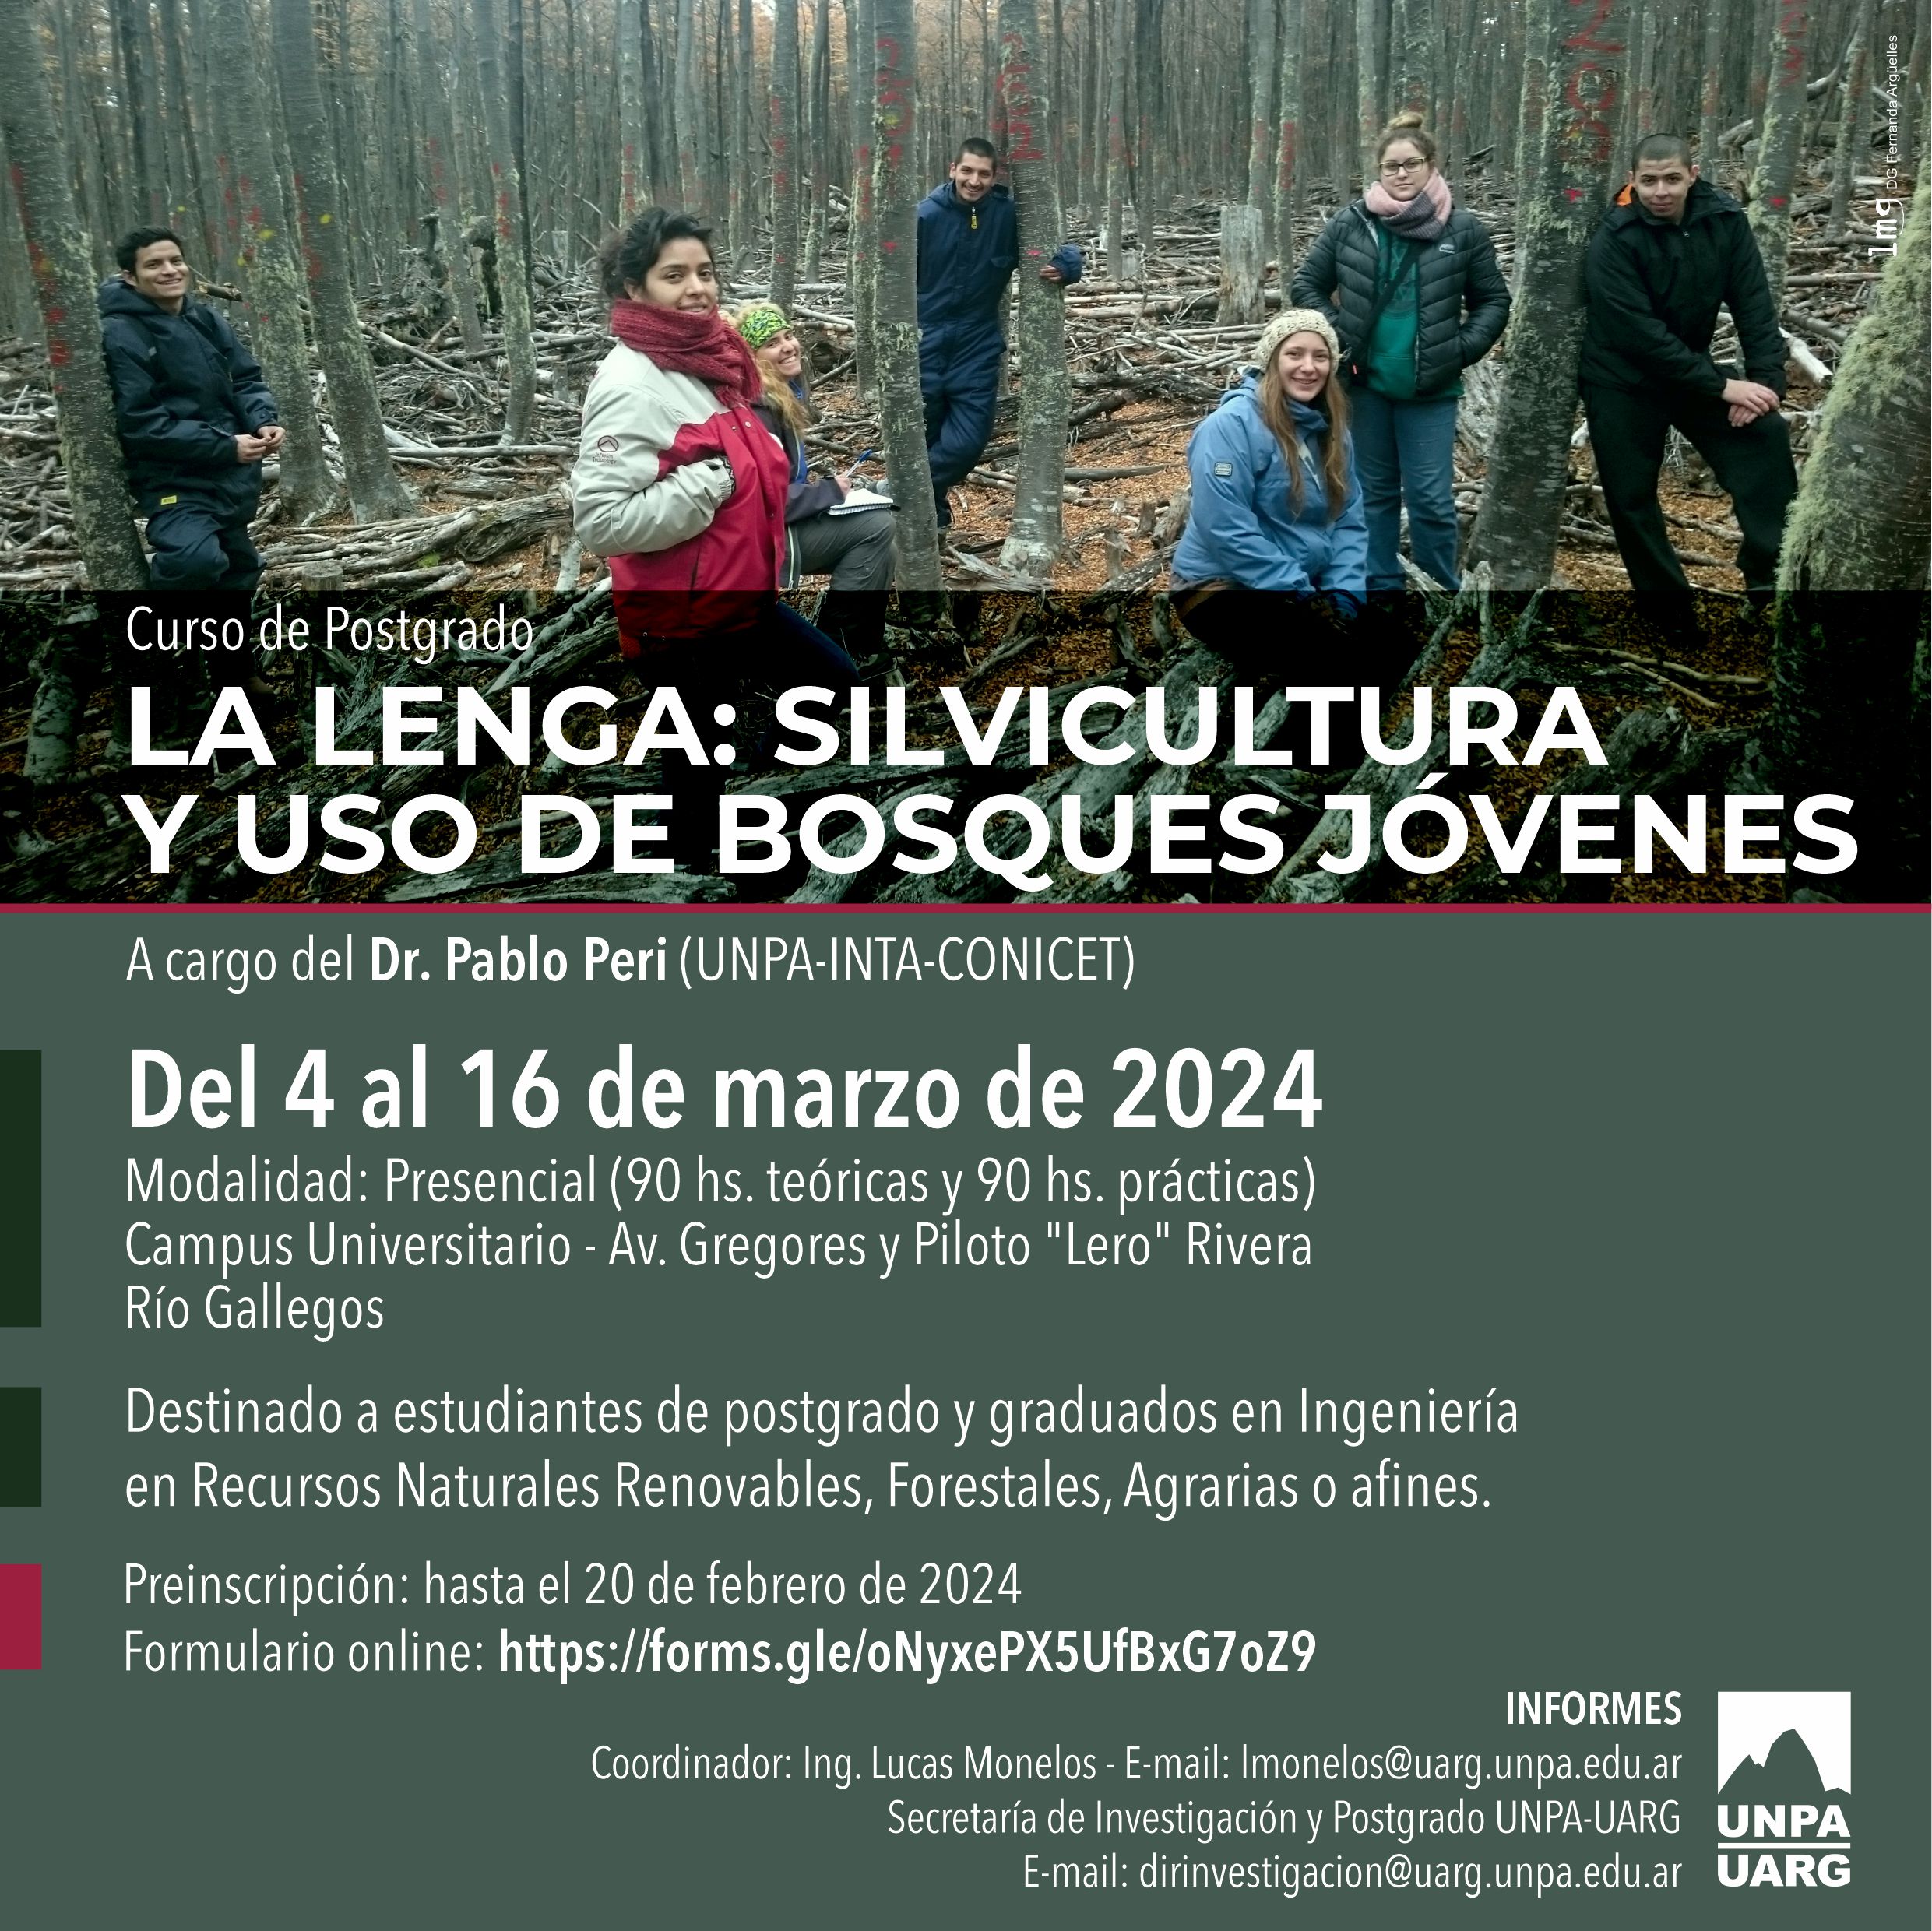 DG Fernanda Argüelles
Curso de Postgrado
LA LENGA: SILVICULTURA
Y USO DE BOSQUES JÓVENES
A cargo del Dr. Pablo Peri (UNPA-INTA-CONICET)
Del 4 al 16 de marzo de 2024
Modalidad: Presencial (90 hs. teóricas y 90 hs. prácticas)
Campus Universitario - Av. Gregores y Piloto "Lero" Rivera
Río Gallegos
Destinado a estudiantes de postgrado y graduados en Ingeniería
en Recursos Naturales Renovables, Forestales, Agrarias o afines.
Preinscripción: hasta el 20 de febrero de 2024
Formulario online: https://forms.gle/oNyxePX5UfBxG7oZ9
INFORMES
Coordinador: Ing. Lucas Monelos - E-mail: lmonelos@uarg.unpa.edu.ar
Secretaría de Investigación y Postgrado UNPA-UARG
E-mail: dirinvestigacion@uarg.unpa.edu.ar
UNPA
UARG